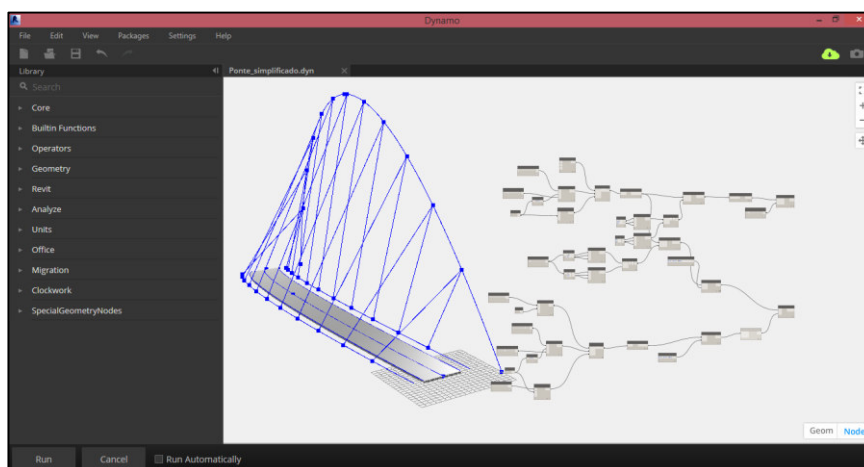 Dynamo
File Edit View Packages Settings Help
Library
Ponte_simplificado.dyn
Search
Core
Builtin Functions
Operators
Geometry
Revit
Analyze
Units
Office
Migration
Clockwork
SpecialGeometryNodes
Geom Node
Run Cancel Run Automatically